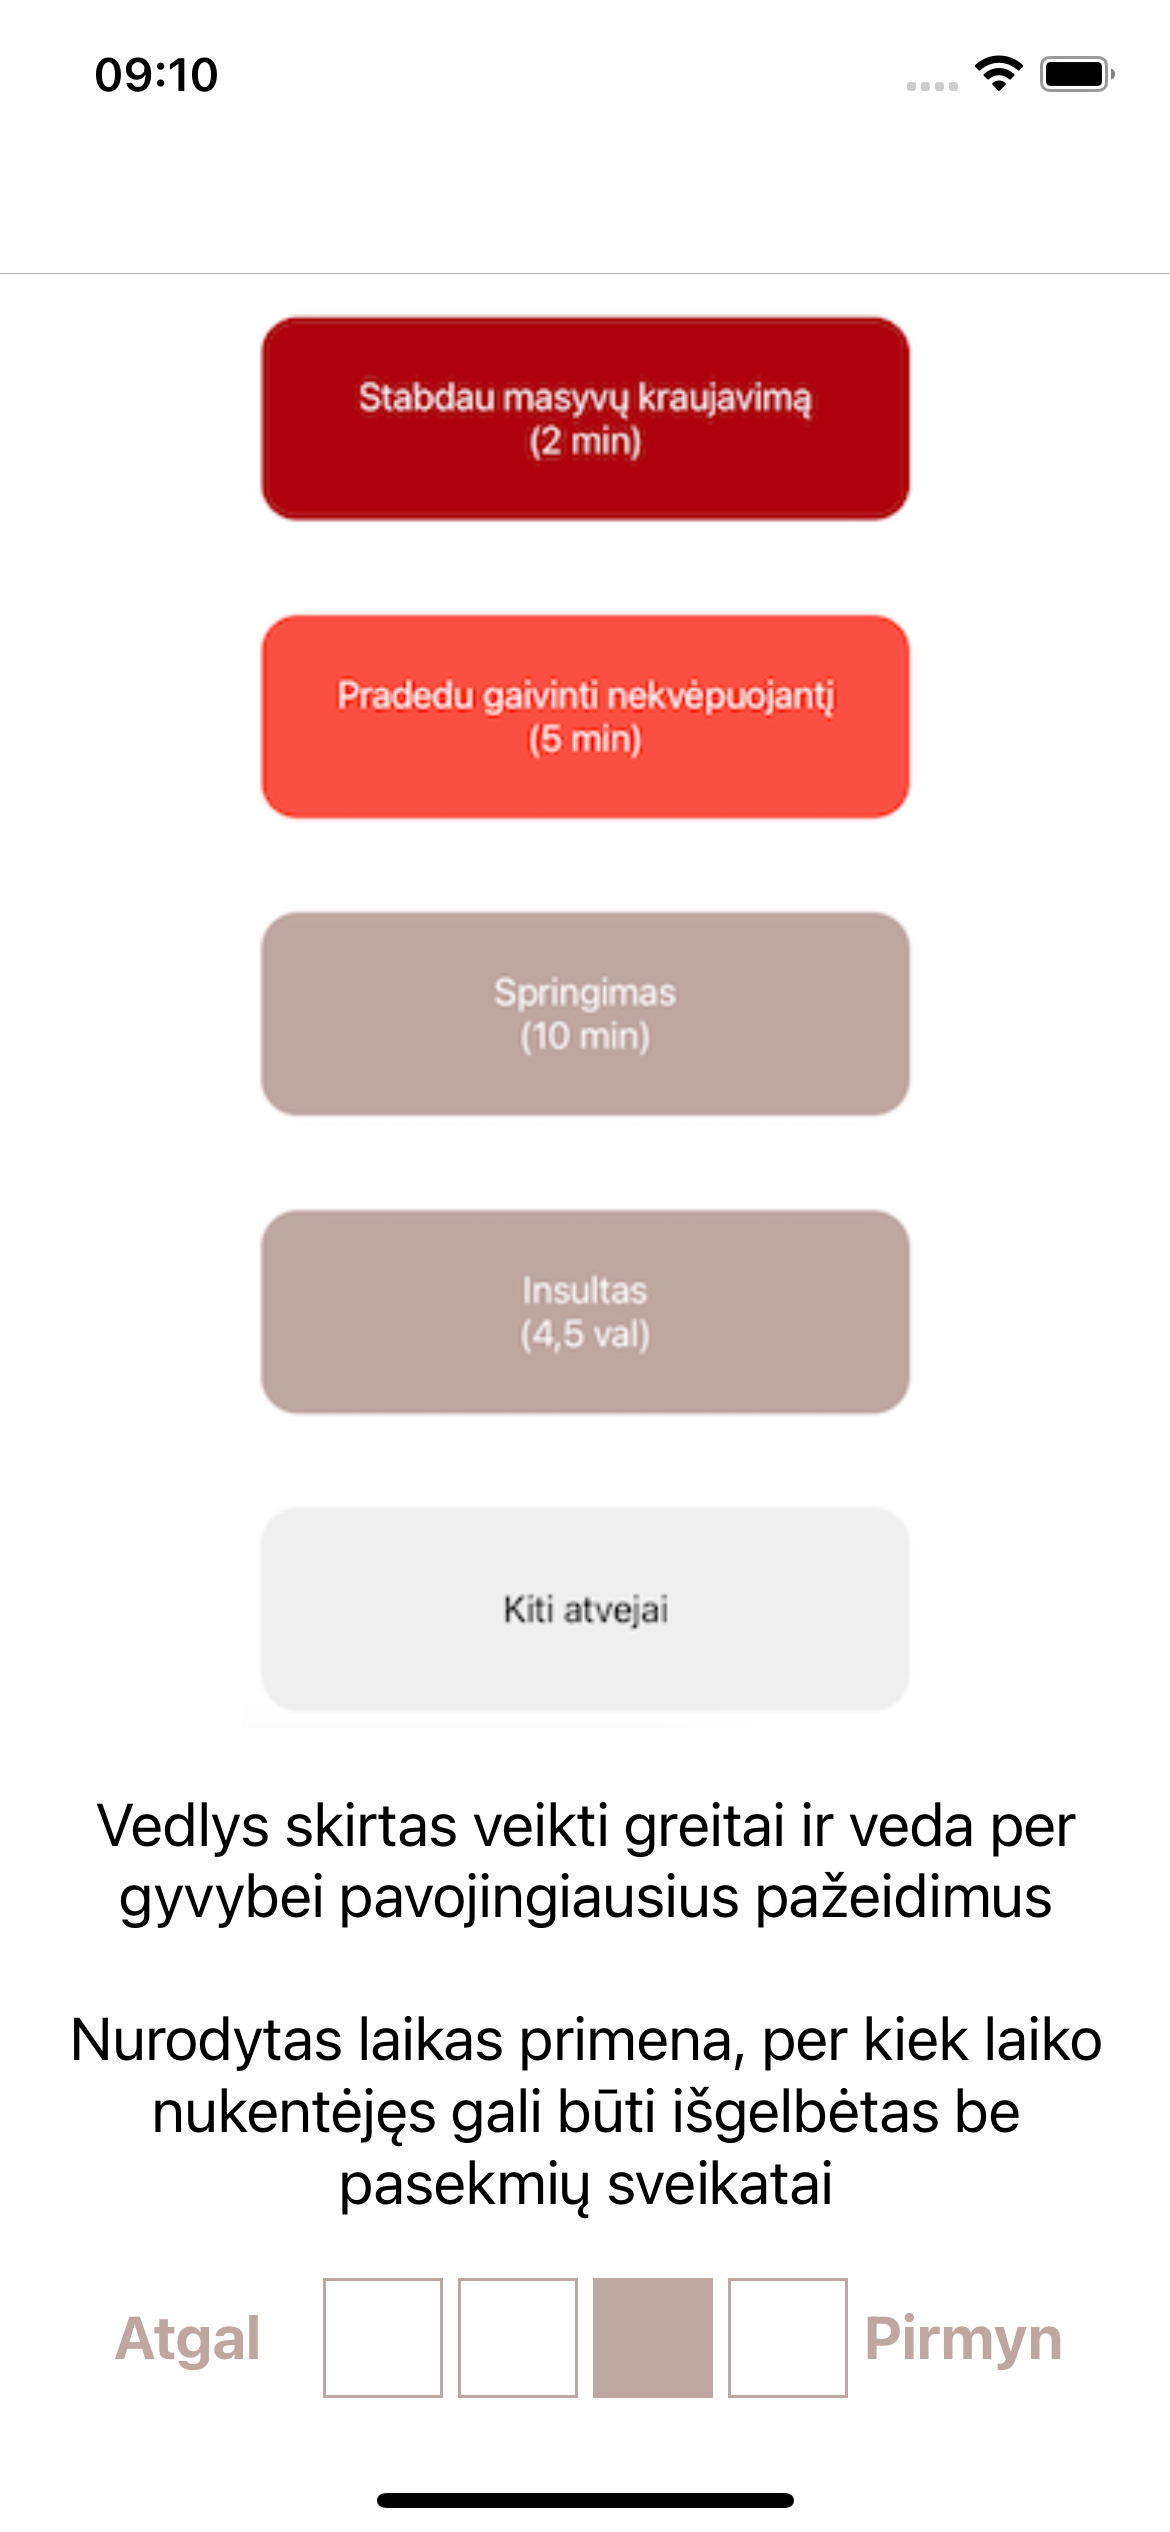 09:10
Stabdau masyvų kraujavimą
(2 min)
Pradedu gaivinti nekvėpuojantį
(5 min)
Springimas
(10 min)
Insultas
(4,5 val)
Kiti atvejai
Vedlys skirtas veikti greitai ir veda per
gyvybei pavojingiausius pažeidimus
Nurodytas laikas primena, per kiek laiko
nukentėjęs gali būti išgelbėtas be
pasekmių sveikatai
Atgal
Pirmyn